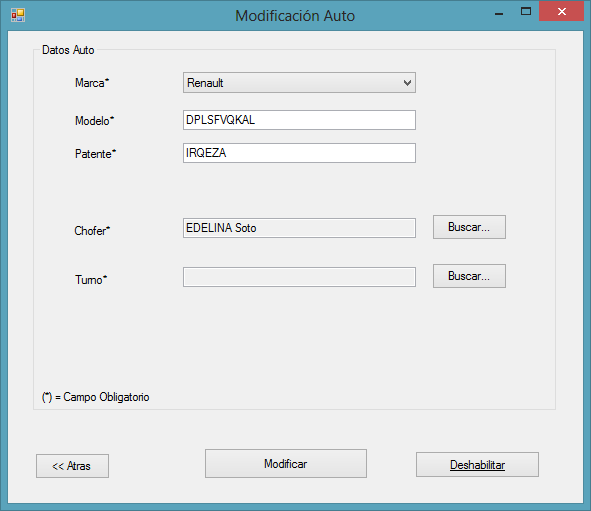 Modificación Auto
Datos Auto
Marca* Renault
Modelo* DPLSFVQKAL
Patente* IRQEZA
Chofer* EDELINA Soto Buscar...
Turno* Buscar...
(*) = Campo Obligatorio
<< Atras Modificar Deshabilitar